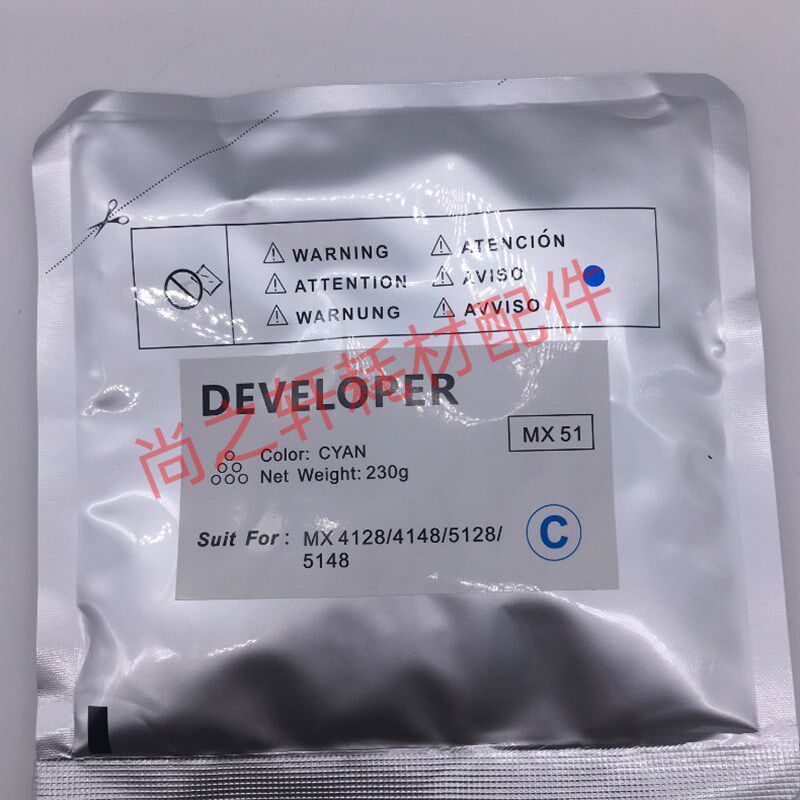 WARNING
ATTENTION
WARNUNG
ATENCIÓN
AVISO
AVVISO
DEVELOPER
MX 51
Color: CYAN
Net Weight: 230g
Suit For: MX 4128/4148/5128/
5148
C
尚之轩耗材配件